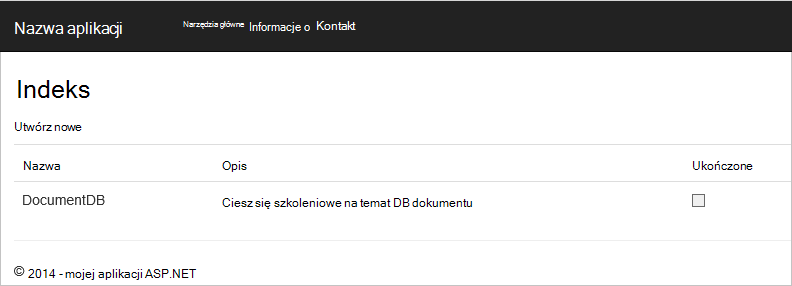 Nazwa aplikacji Narzędzia główne Informacje o Kontakt
Indeks
Utwórz nowe
Nazwa Opis Ukończone
DocumentDB Ciesz się szkoleniowe na temat DB dokumentu
© 2014 - mojej aplikacji ASP.NET